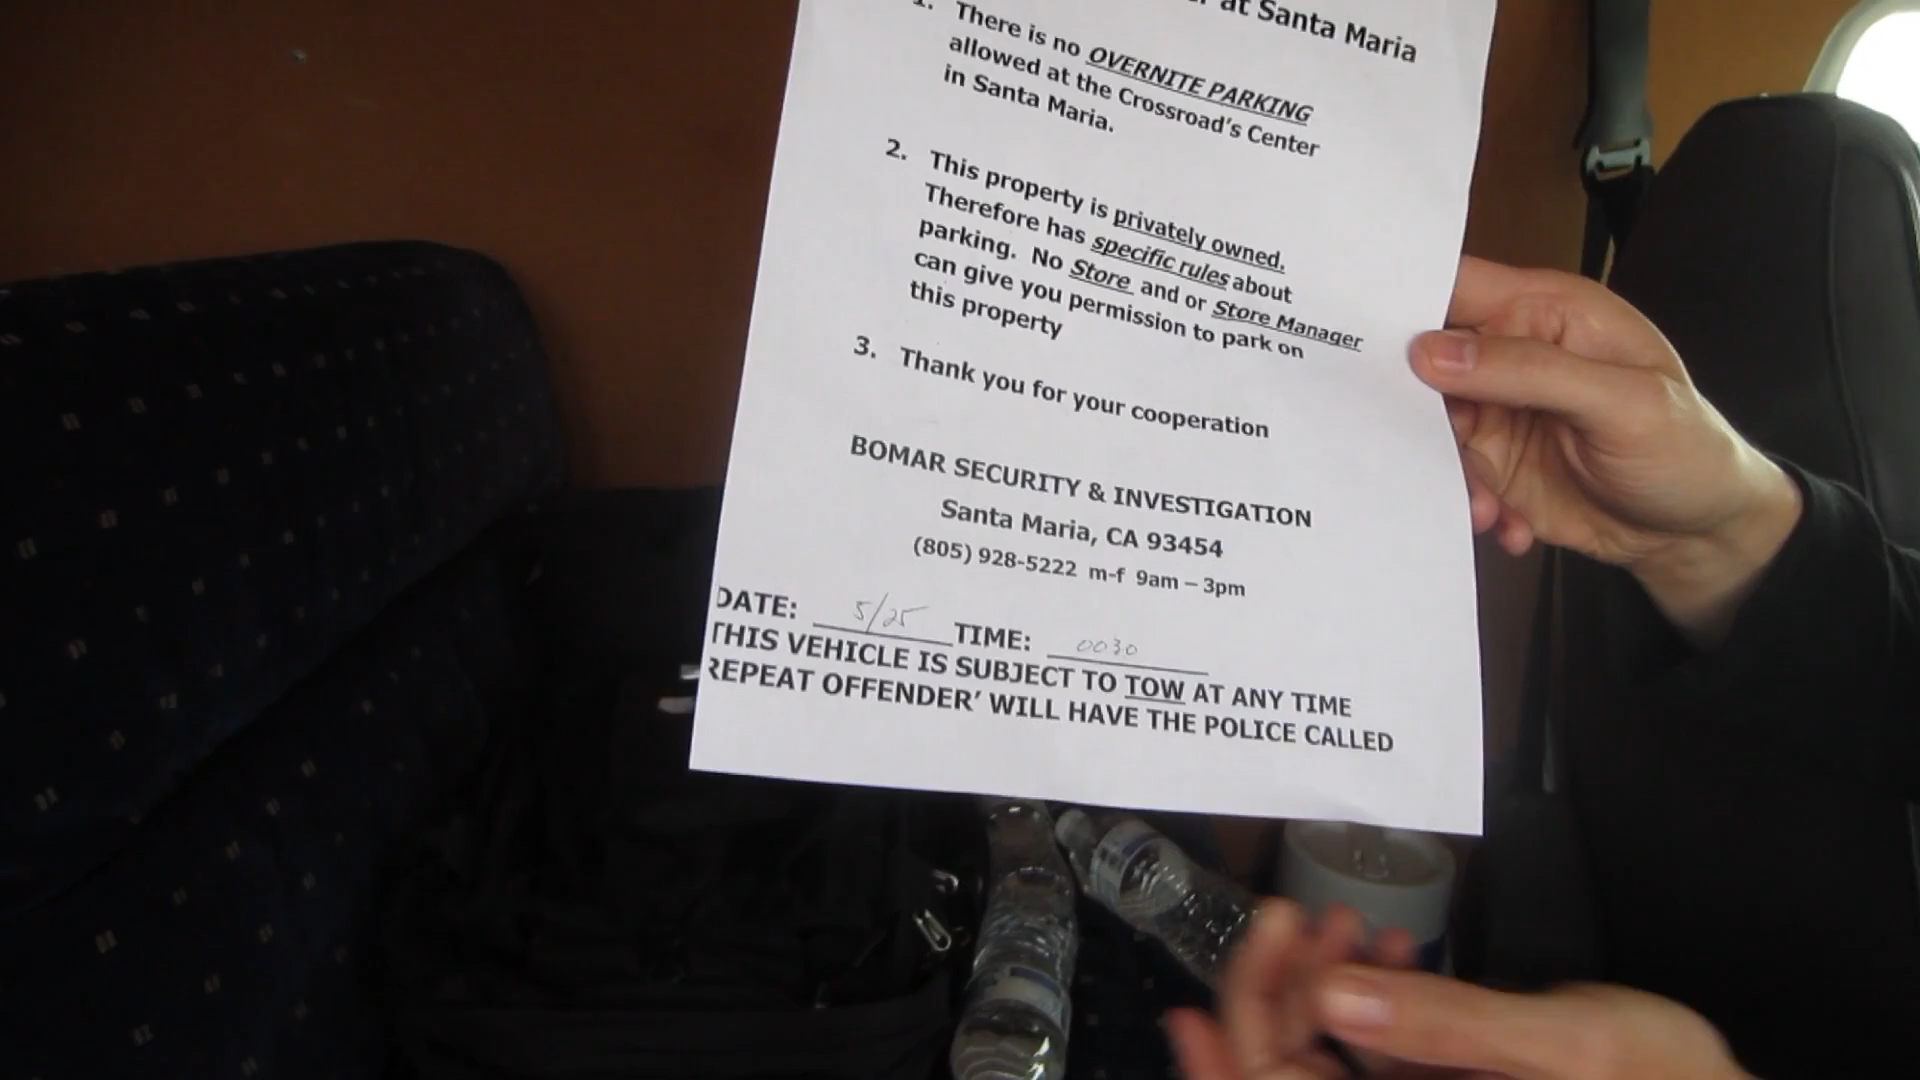 at Santa Maria
1. There is no OVERNITE PARKING
allowed at the Crossroad's Center
in Santa Maria.
2. This property is privately owned.
Therefore has specific rules about
parking. No Store and or Store Manager
can give you permission to park on
this property
3. Thank you for your cooperation
BOMAR SECURITY & INVESTIGATION
Santa Maria, CA 93454
(805) 928-5222 m-f 9am – 3pm
DATE: 5/25 TIME: 0030
THIS VEHICLE IS SUBJECT TO TOW AT ANY TIME
REPEAT OFFENDER' WILL HAVE THE POLICE CALLED